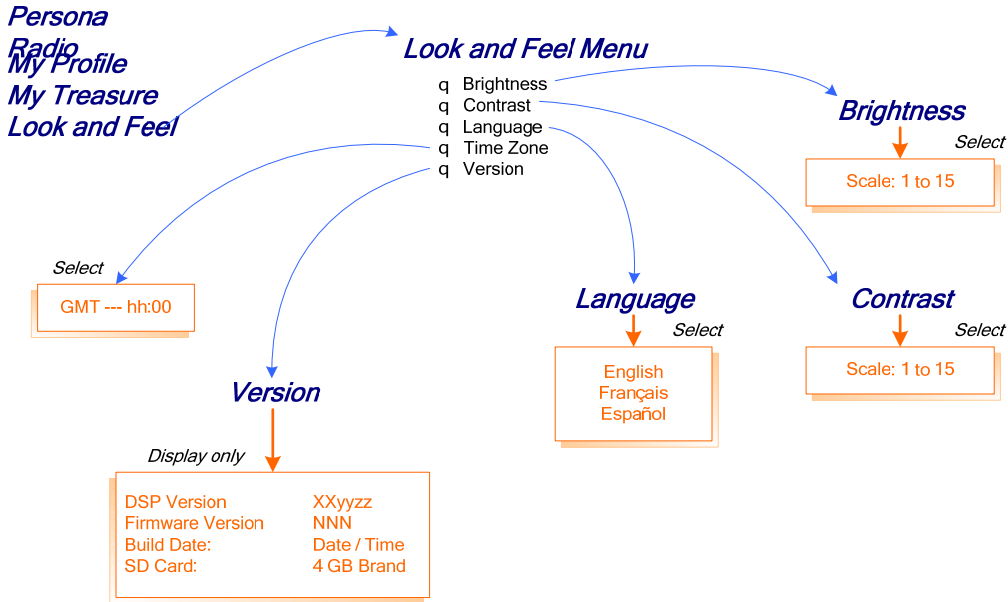 Persona
Radio
My Profile
My Treasure
Look and Feel
Look and Feel Menu
q Brightness
q Contrast
q Language
q Time Zone
q Version
Brightness
Select
Scale: 1 to 15
Select
GMT --- hh:00
Language
Select
English
Français
Español
Contrast
Select
Scale: 1 to 15
Version
Display only
DSP Version XXyyzz
Firmware Version NNN
Build Date: Date / Time
SD Card: 4 GB Brand